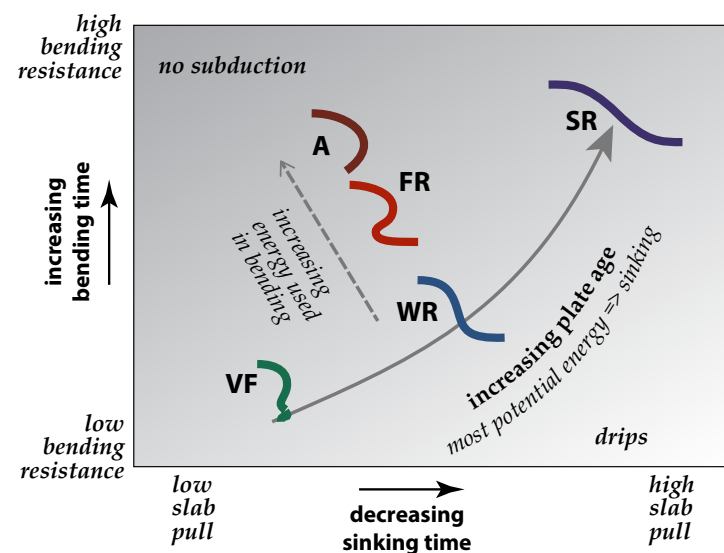 high
bending
resistance
no subduction
SR
A
FR
increasing
bending time
increasing
energy used
in bending
WR
increasing plate age
most potential energy => sinking
VF
low
bending
resistance
drips
low
slab
pull
decreasing
sinking time
high
slab
pull